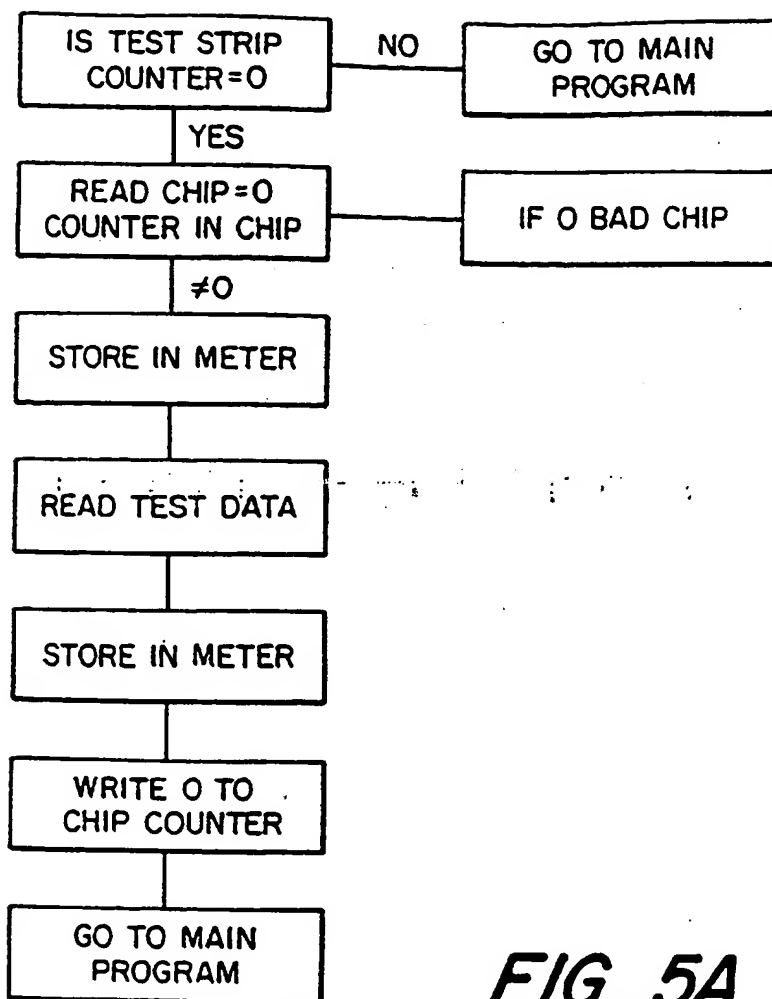 IS TEST STRIP
COUNTER=0
NO
GO TO MAIN
PROGRAM
YES
READ CHIP=0
COUNTER IN CHIP
IF 0 BAD CHIP
≠0
STORE IN METER
READ TEST DATA
STORE IN METER
WRITE 0 TO
CHIP COUNTER
GO TO MAIN
PROGRAM
FIG. 5A